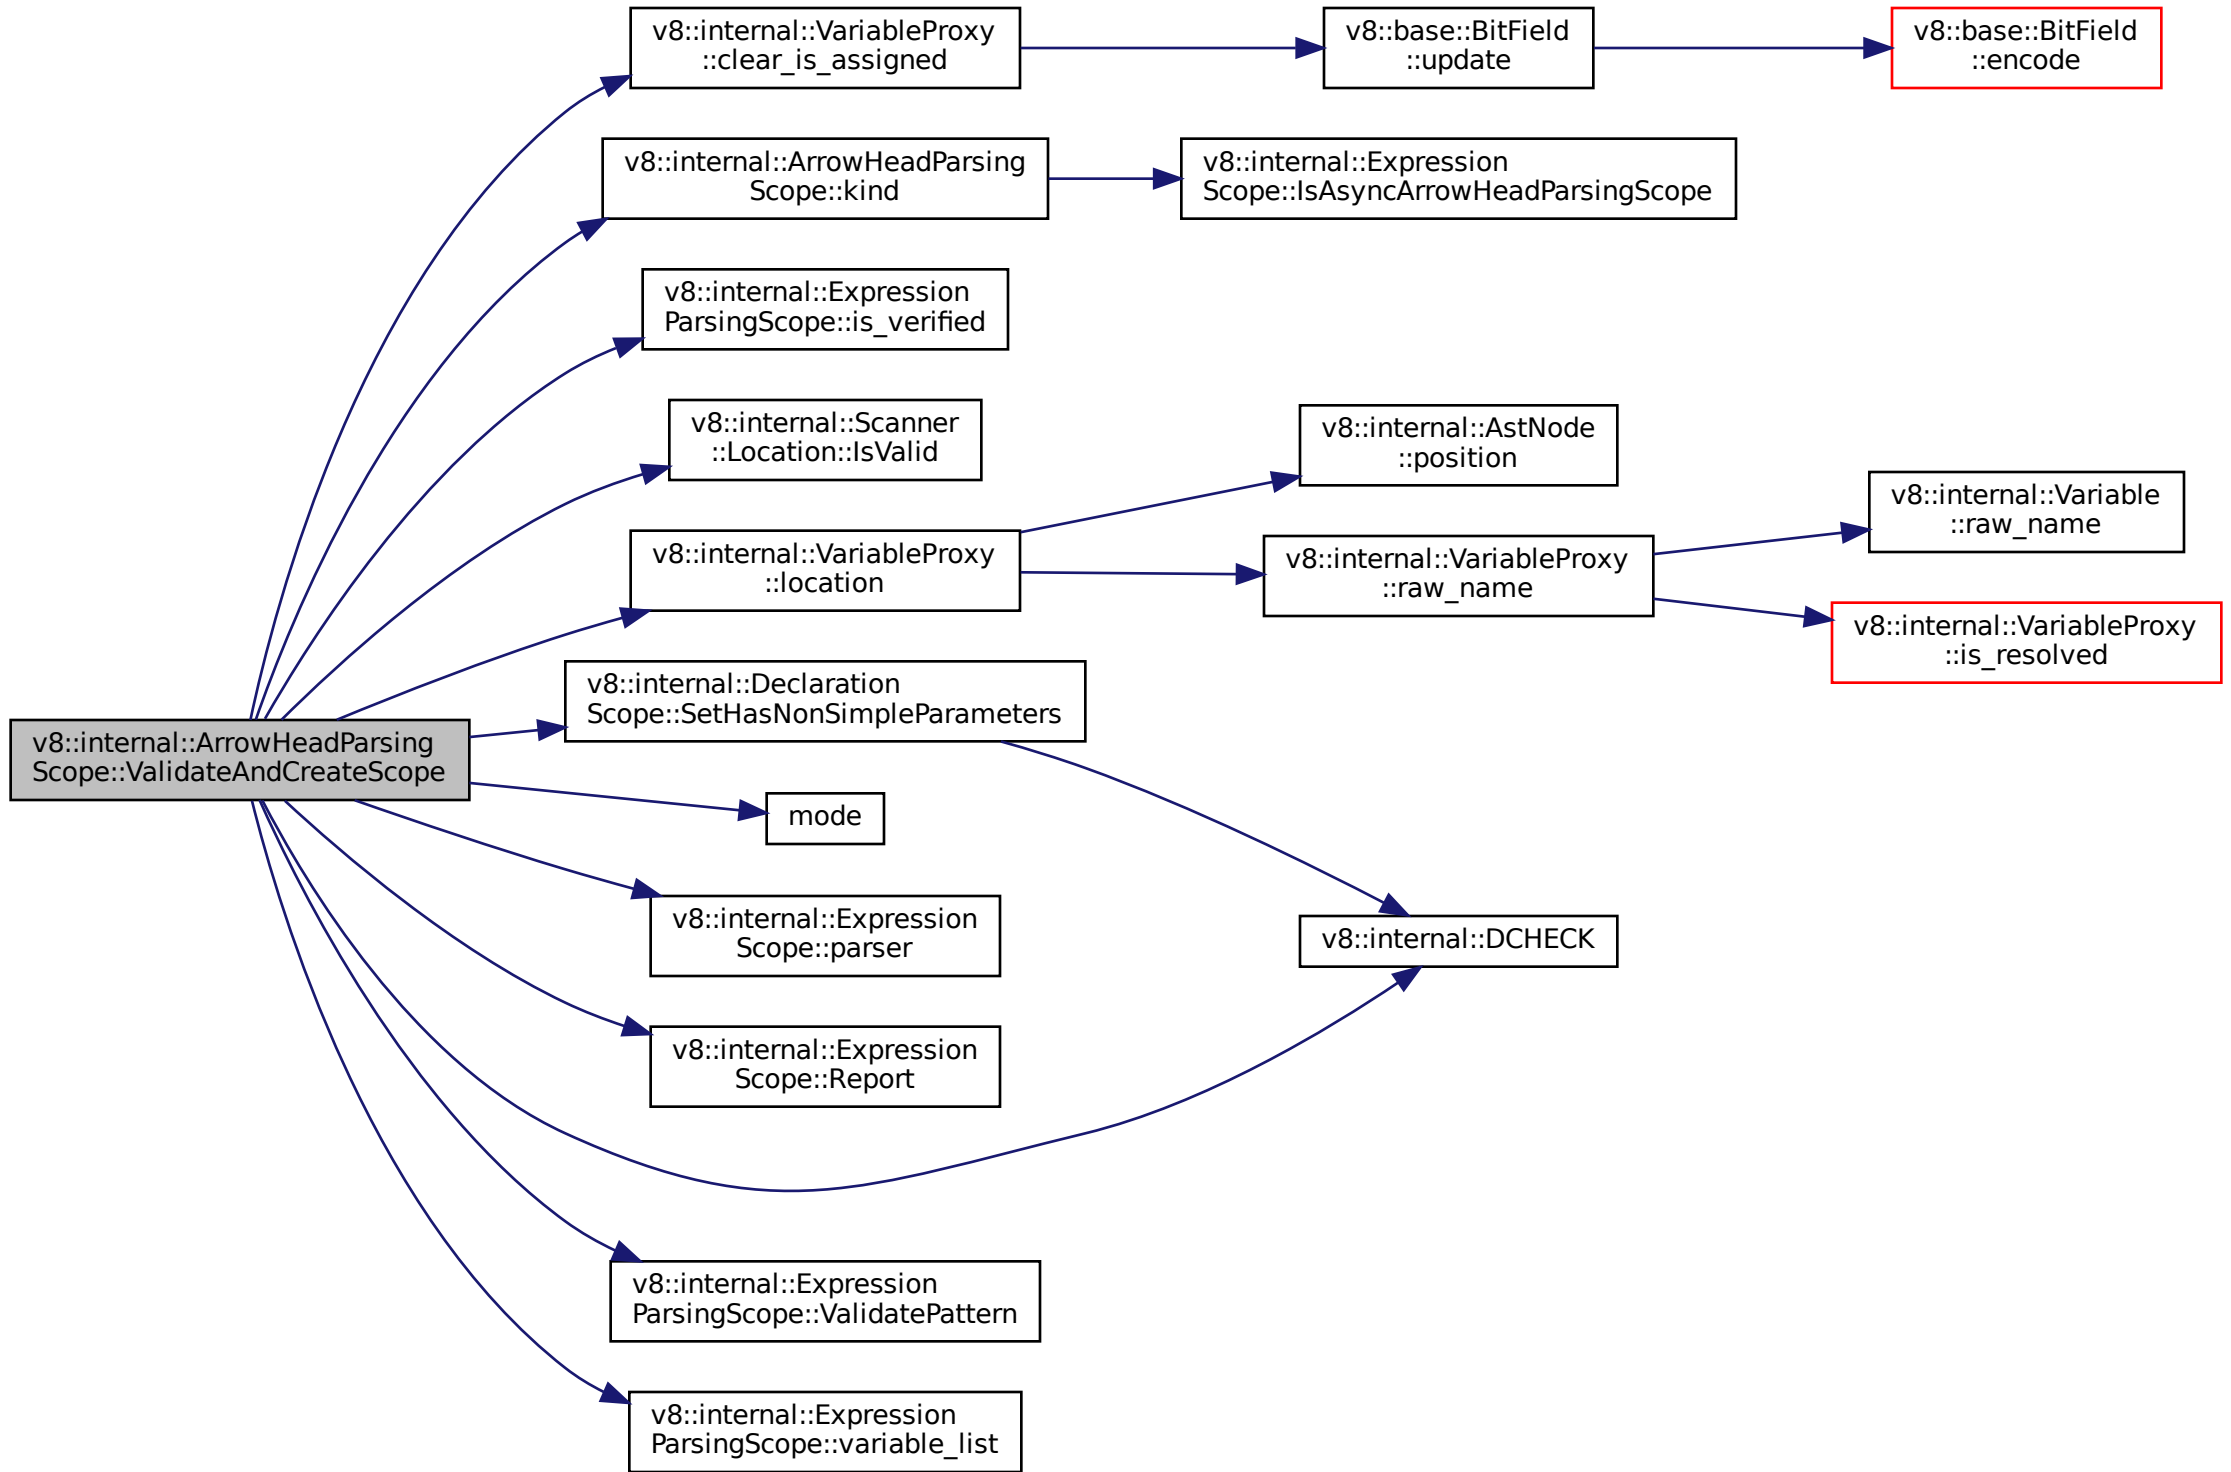 v8::internal::VariableProxy
::clear_is_assigned
v8::base::BitField
::update
v8::base::BitField
::encode
v8::internal::ArrowHeadParsing
Scope::kind
v8::internal::Expression
Scope::IsAsyncArrowHeadParsingScope
v8::internal::Expression
ParsingScope::is_verified
v8::internal::Scanner
::Location::IsValid
v8::internal::AstNode
::position
v8::internal::Variable
::raw_name
v8::internal::VariableProxy
::location
v8::internal::VariableProxy
::raw_name
v8::internal::VariableProxy
::is_resolved
v8::internal::Declaration
Scope::SetHasNonSimpleParameters
v8::internal::ArrowHeadParsing
Scope::ValidateAndCreateScope
mode
v8::internal::Expression
Scope::parser
v8::internal::DCHECK
v8::internal::Expression
Scope::Report
v8::internal::Expression
ParsingScope::ValidatePattern
v8::internal::Expression
ParsingScope::variable_list